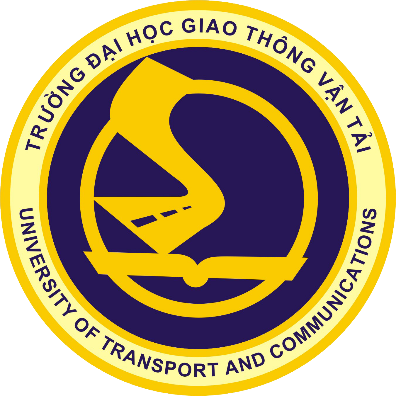 TRƯỜNG ĐẠI HỌC GIAO THÔNG VẬN TẢI
UNIVERSITY OF TRANSPORT AND COMMUNICATIONS